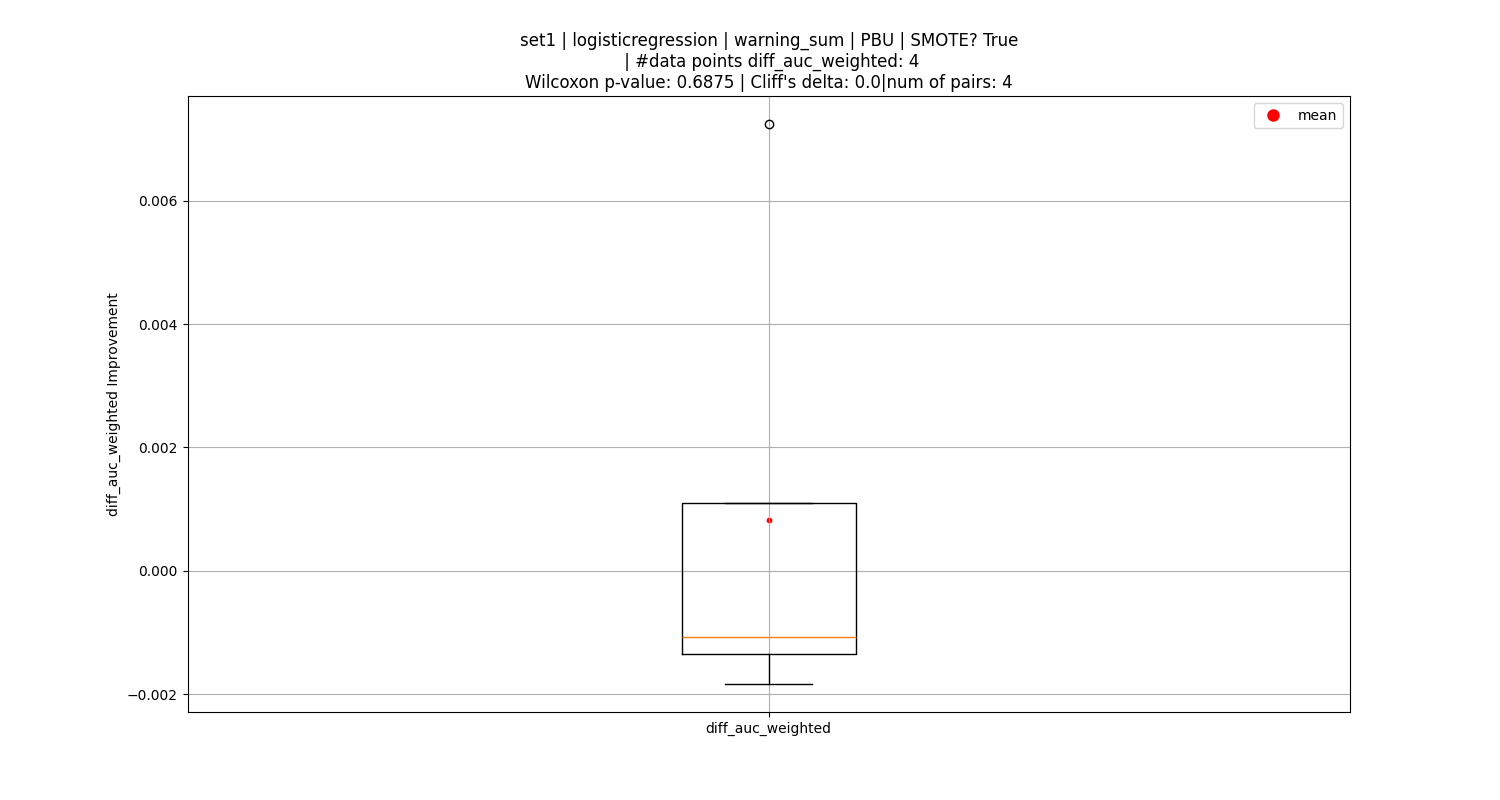 set1 | logisticregression | warning_sum | PBU | SMOTE? True
| #data points diff_auc_weighted: 4
Wilcoxon p-value: 0.6875 | Cliff's delta: 0.0|num of pairs: 4
mean
0.006
0.004
0.002
0.000
−0.002
diff_auc_weighted Improvement
diff_auc_weighted